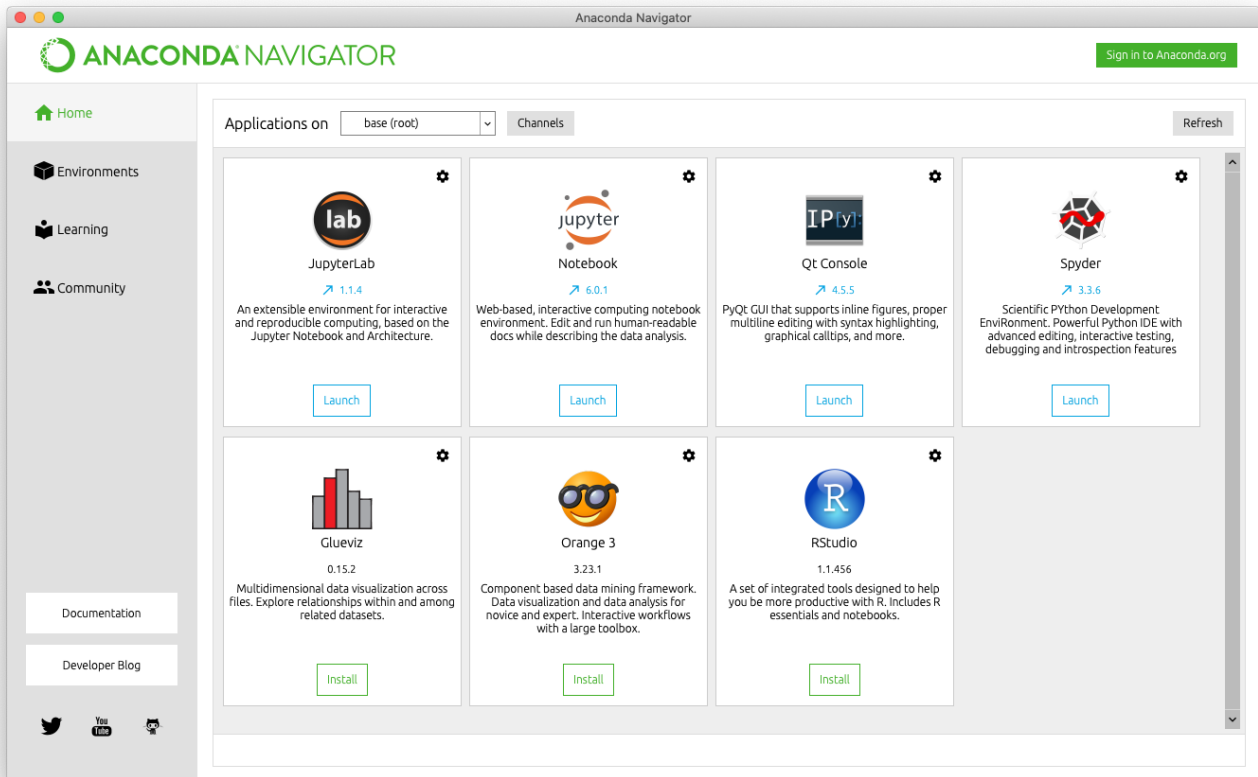 Anaconda Navigator
ANACONDA NAVIGATOR
Sign in to Anaconda.org
Home
Environments
Learning
Community
Documentation
Developer Blog
You
Tube
Applications on
base (root)
Channels
Refresh
lab
JupyterLab
1.1.4
An extensible environment for interactive
and reproducible computing, based on the
Jupyter Notebook and Architecture.
Launch
jupyter
Notebook
6.0.1
Web-based, interactive computing notebook
environment. Edit and run human-readable
docs while describing the data analysis.
Launch
IP[y]:
Qt Console
4.5.5
PyQt GUI that supports inline figures, proper
multiline editing with syntax highlighting,
graphical calltips, and more.
Launch
Spyder
3.3.6
Scientific PYthon Development
EnviRonment. Powerful Python IDE with
advanced editing, interactive testing,
debugging and introspection features
Launch
Glueviz
0.15.2
Multidimensional data visualization across
files. Explore relationships within and among
related datasets.
Install
Orange 3
3.23.1
Component based data mining framework.
Data visualization and data analysis for
novice and expert. Interactive workflows
with a large toolbox.
Install
R
RStudio
1.1.456
A set of integrated tools designed to help
you be more productive with R. Includes R
essentials and notebooks.
Install